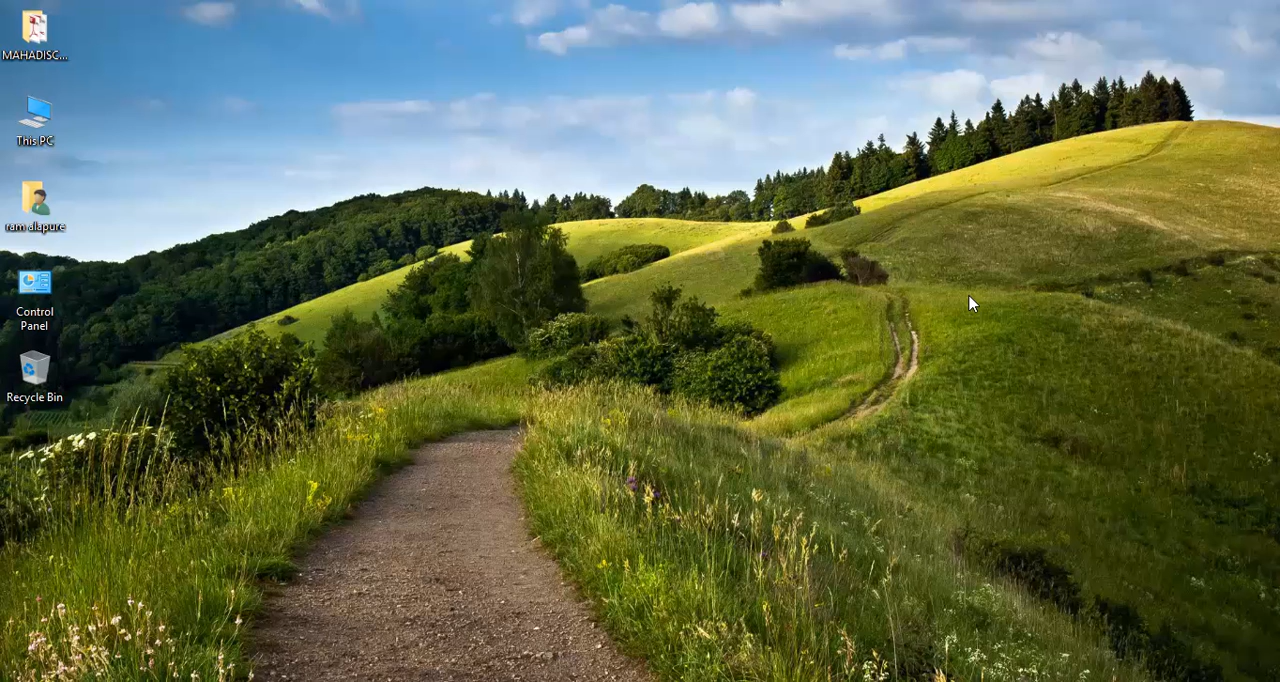 MAHADISC...
This PC
ram alapure
Control
Panel
Recycle Bin